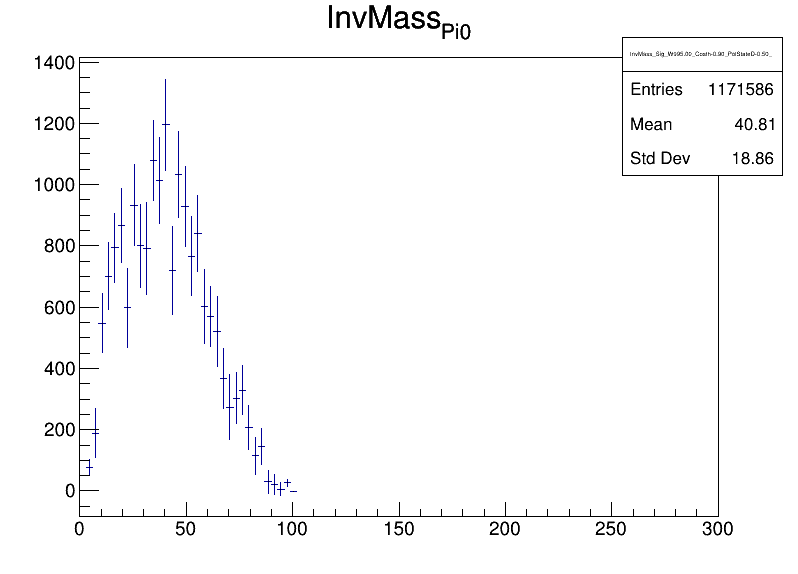 InvMass_Pi0
InvMass_Sig_W995.00_Costh-0.90_PolStateD-0.50_
Entries 1171586
Mean 40.81
Std Dev 18.86
1400
1200
1000
800
600
400
200
0
0 50 100 150 200 250 300